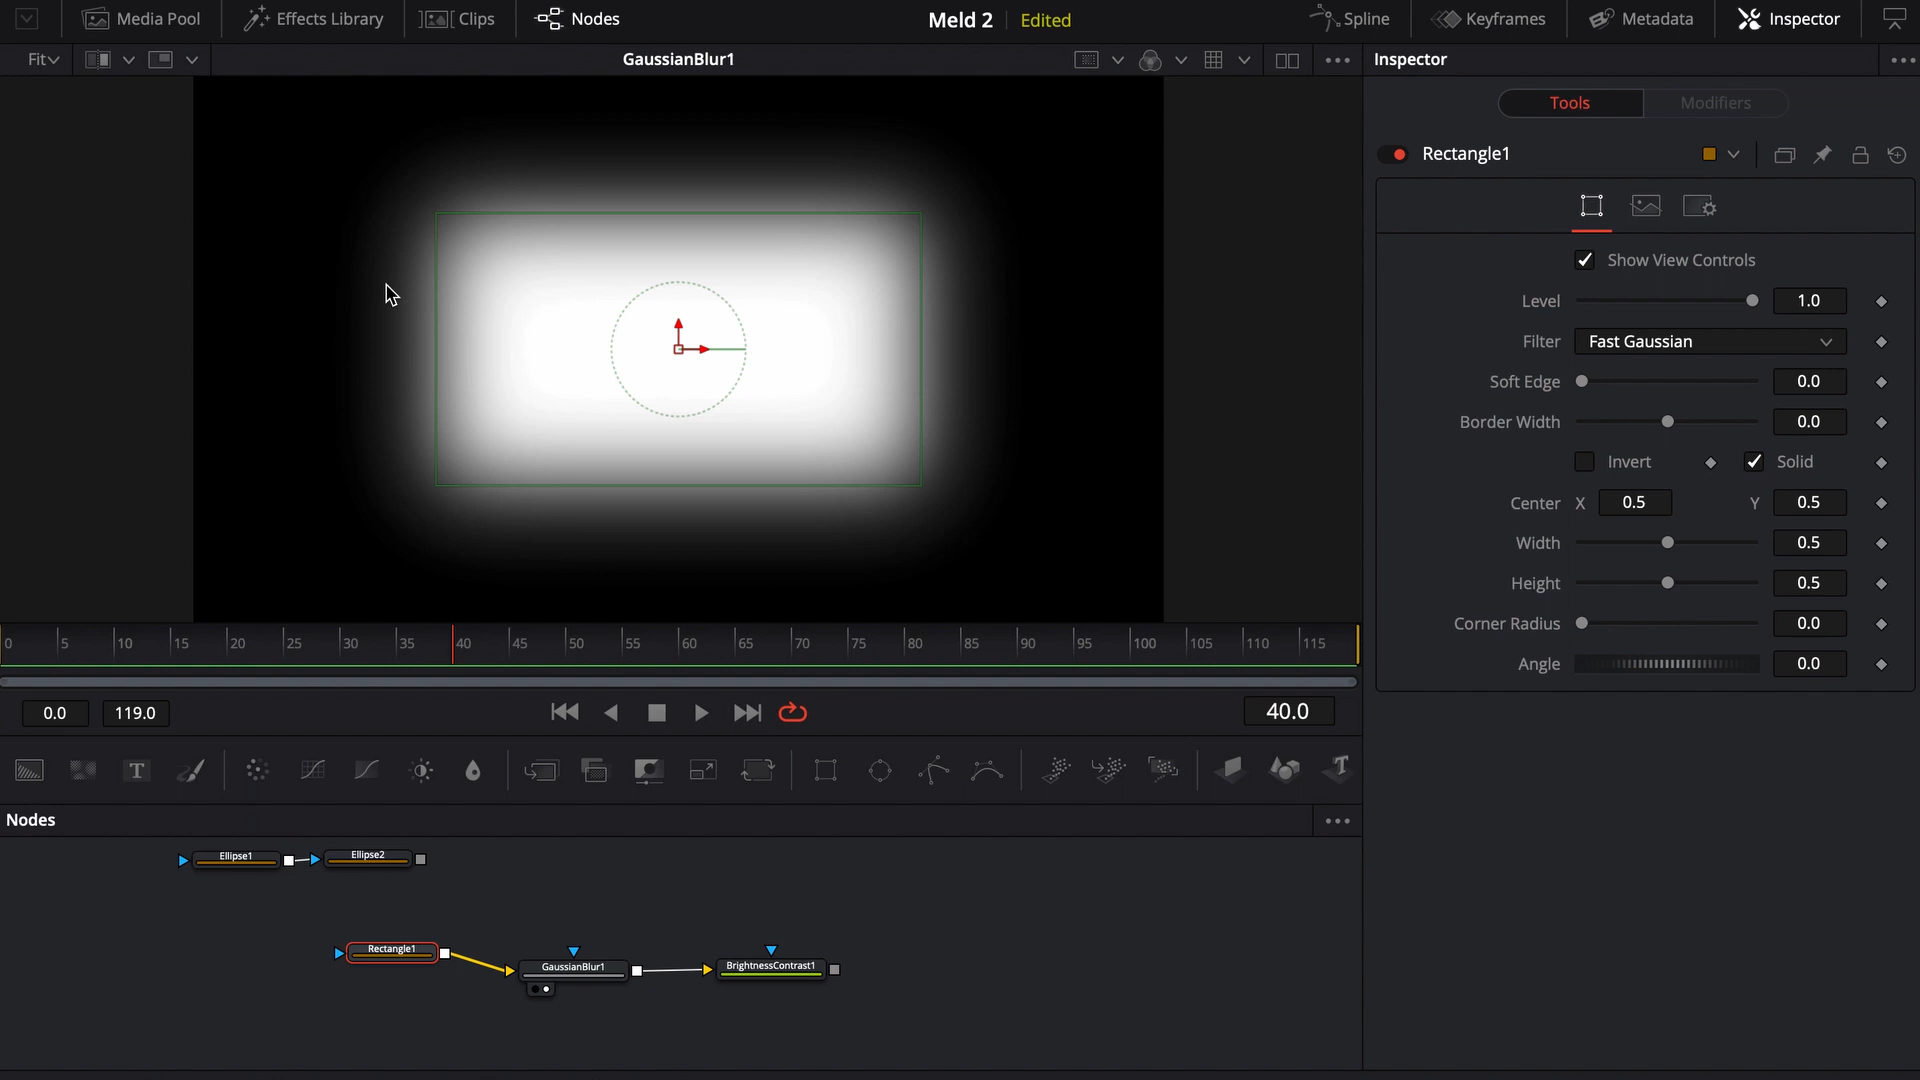 Media Pool
Effects Library
Clips
Nodes
Meld 2
Edited
Spline
Keyframes
Metadata
Inspector
Fit
GaussianBlur1
Inspector
Tools
Modifiers
Rectangle1
Show View Controls
Level
1.0
Filter
Fast Gaussian
Soft Edge
0.0
Border Width
0.0
Invert
Solid
Center
X
0.5
Y
0.5
Width
0.5
Height
0.5
Corner Radius
0.0
Angle
0.0
0 5 10 15 20 25 30 35 40 45 50 55 60 65 70 75 80 85 90 95 100 105 110 115
0.0
119.0
40.0
T
T
Nodes
Ellipse1
Ellipse2
Rectangle1
GaussianBlur1
BrightnessContrast1